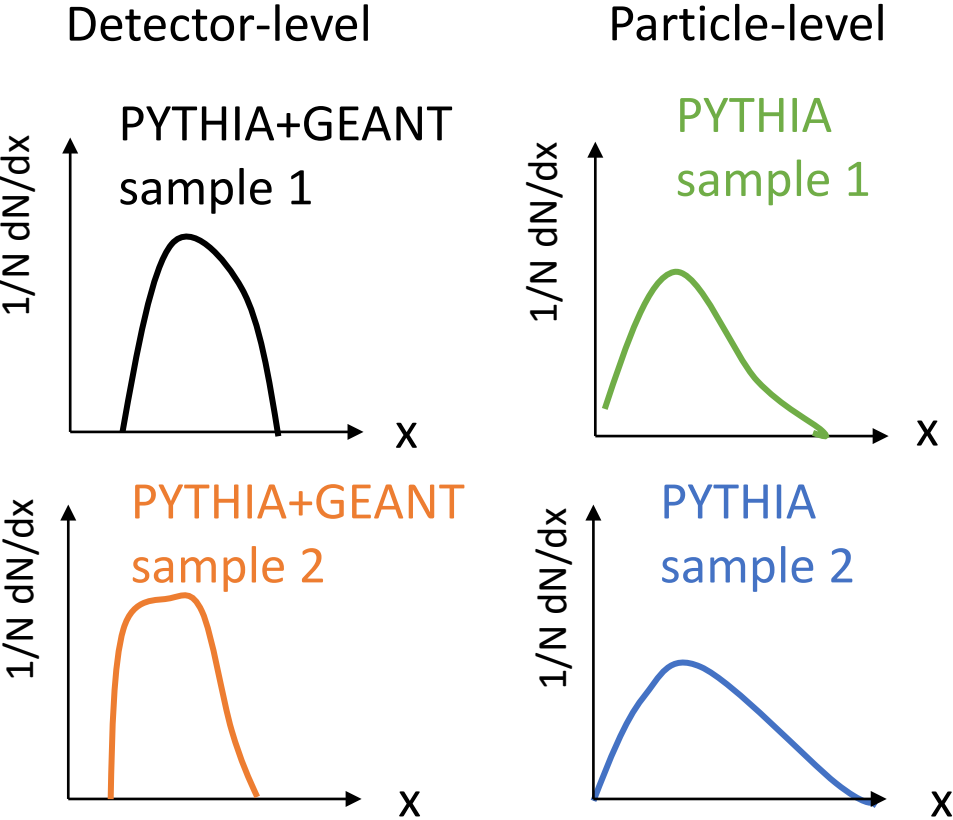 Detector-level
Particle-level
PYTHIA+GEANT
sample 1
1/N dN/dx
x
PYTHIA
sample 1
1/N dN/dx
x
PYTHIA+GEANT
sample 2
1/N dN/dx
x
PYTHIA
sample 2
1/N dN/dx
x